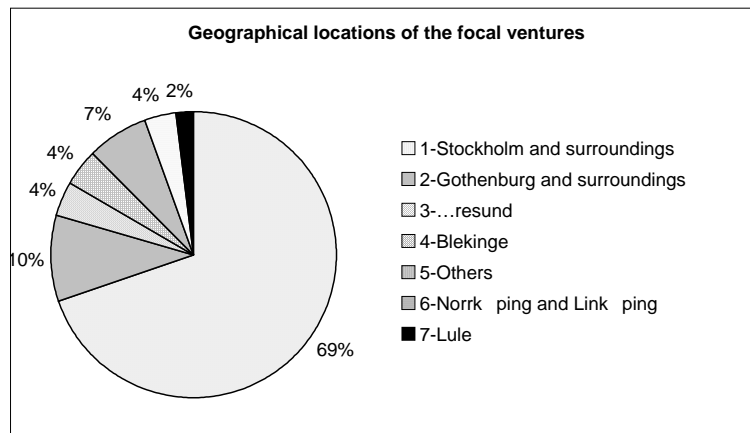 Geographical locations of the focal ventures
4% 2%
7%
4%
4%
10%
69%
1-Stockholm and surroundings
2-Gothenburg and surroundings
3-…resund
4-Blekinge
5-Others
6-Norrk ping and Link ping
7-Lule